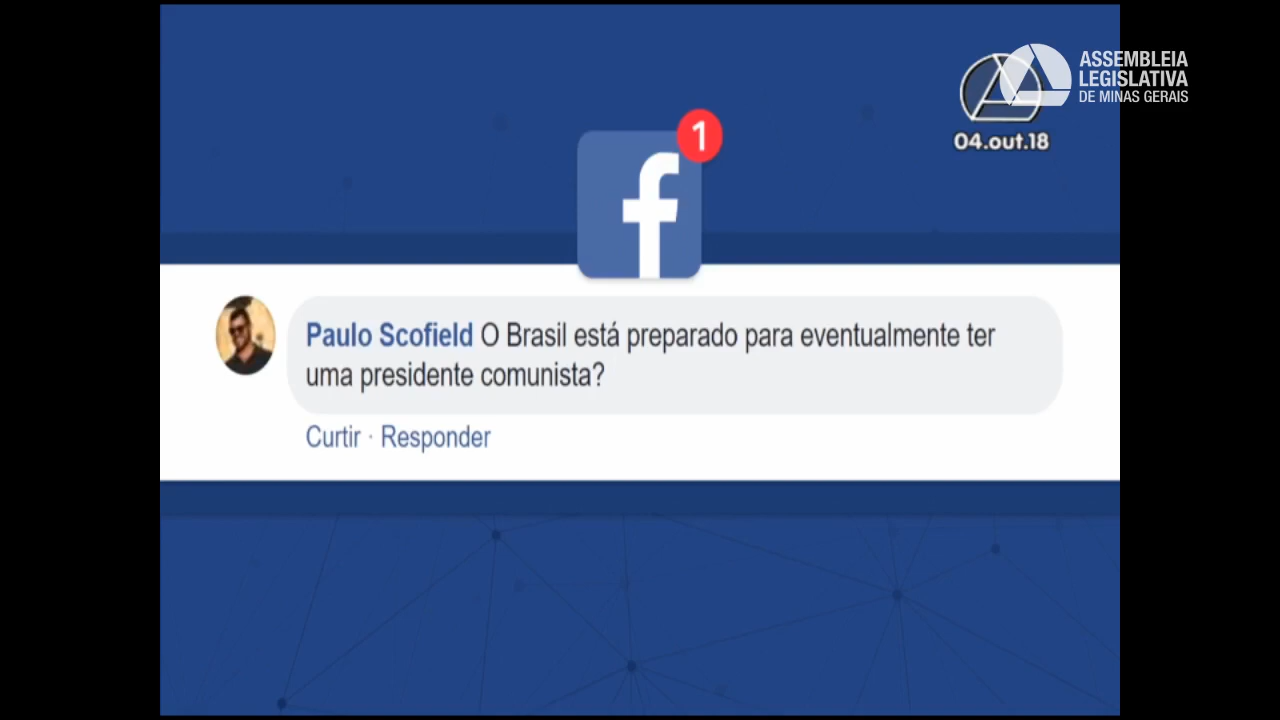 ASSEMBLEIA
LEGISLATIVA
DE MINAS GERAIS
04.out.18
1
f
Paulo Scofield O Brasil está preparado para eventualmente ter
uma presidente comunista?
Curtir · Responder